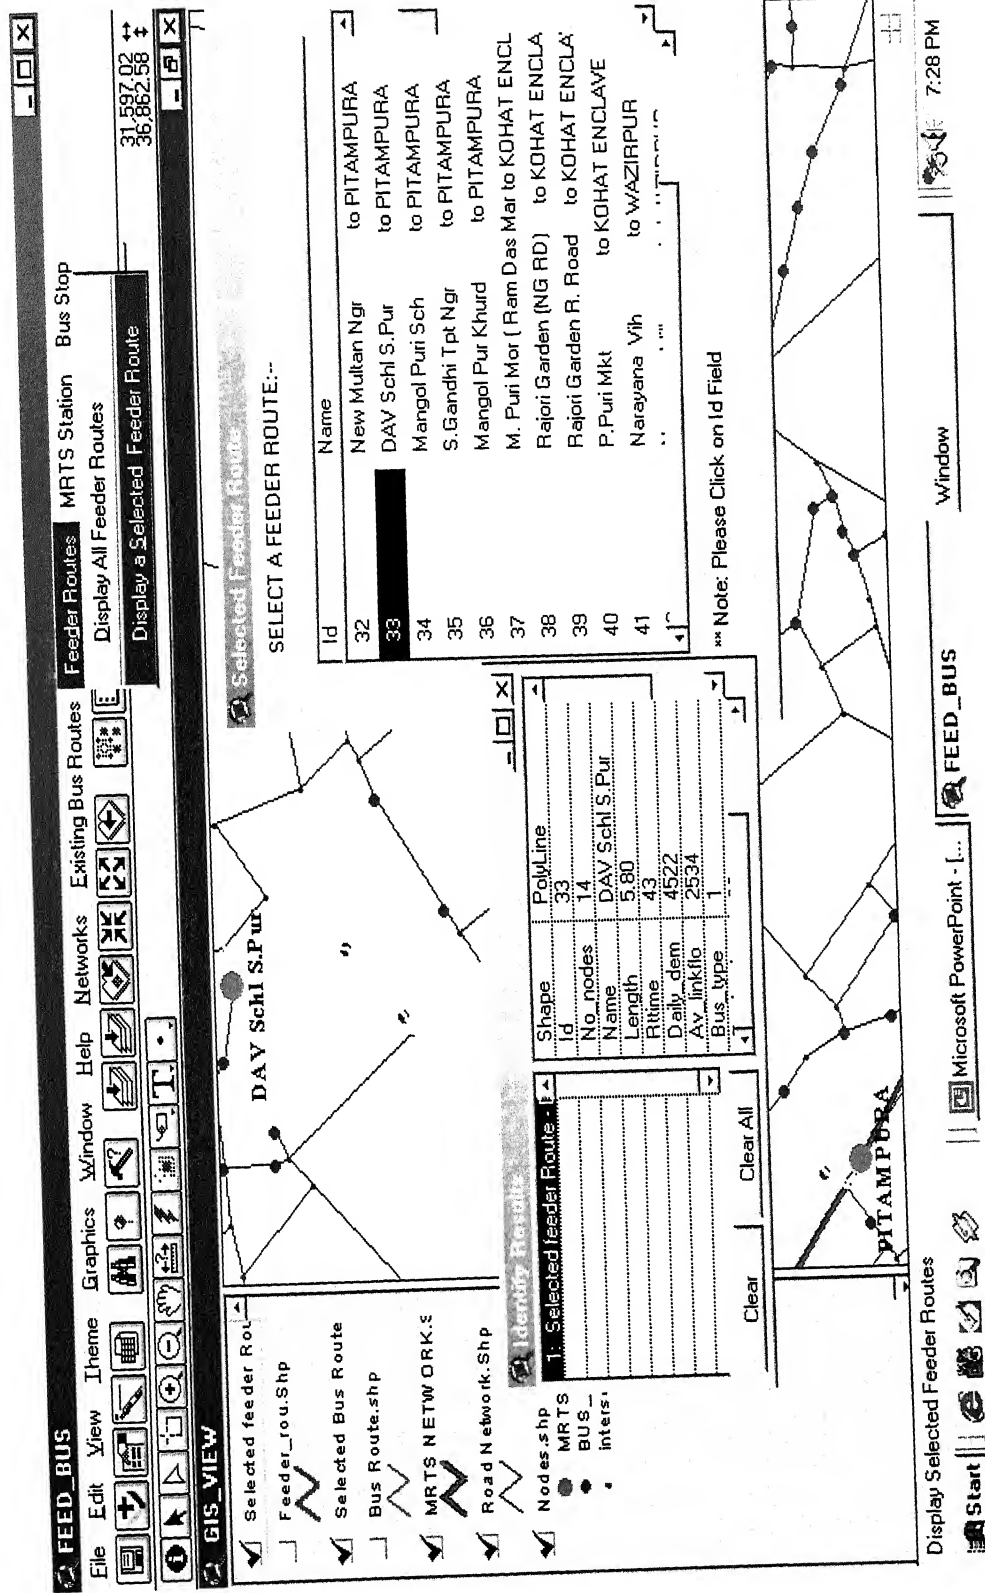 FEED_BUS
File Edit View Theme Graphics Window Help Networks Existing Bus Routes Feeder Routes MRTS Station Bus Stop
Display All Feeder Routes
Display a Selected Feeder Route
31,597.02
36,862.58
GIS_VIEW
Selected feeder Rou
Feeder_rou.Shp
Selected Bus Route
Bus Route.shp
MRTS NETWORK.s
Road Network.Shp
Nodes.shp
MRTS
BUS_
inters
DAV Schl S.Pur
Identify Results
1: Selected feeder Route -
Clear
Clear All
Shape PolyLine
Id 33
No_nodes 14
Name DAV Schl S.Pur
Length 5.80
Rttime 43
Daily_dem 4522
Av_linkflo 2534
Bus_type 1
Selected Feeder Route
SELECT A FEEDER ROUTE:--
Id Name
32 New Multan Ngr to PITAMPURA
33 DAV Schl S.Pur to PITAMPURA
34 Mangol Puri Sch to PITAMPURA
35 S.Gandhi Tpt Ngr to PITAMPURA
36 Mangol Pur Khurd to PITAMPURA
37 M. Puri Mor ( Ram Das Mar to KOHAT ENCL
38 Rajori Garden (NG RD) to KOHAT ENCLA
39 Rajori Garden R. Road to KOHAT ENCLA
40 P.Puri Mkt to KOHAT ENCLAVE
41 Narayana Vih to WAZIRPUR
** Note: Please Click on Id Field
PITAMPURA
Display Selected Feeder Routes
Start
Microsoft PowerPoint - [...
FEED_BUS
Window
7:28 PM